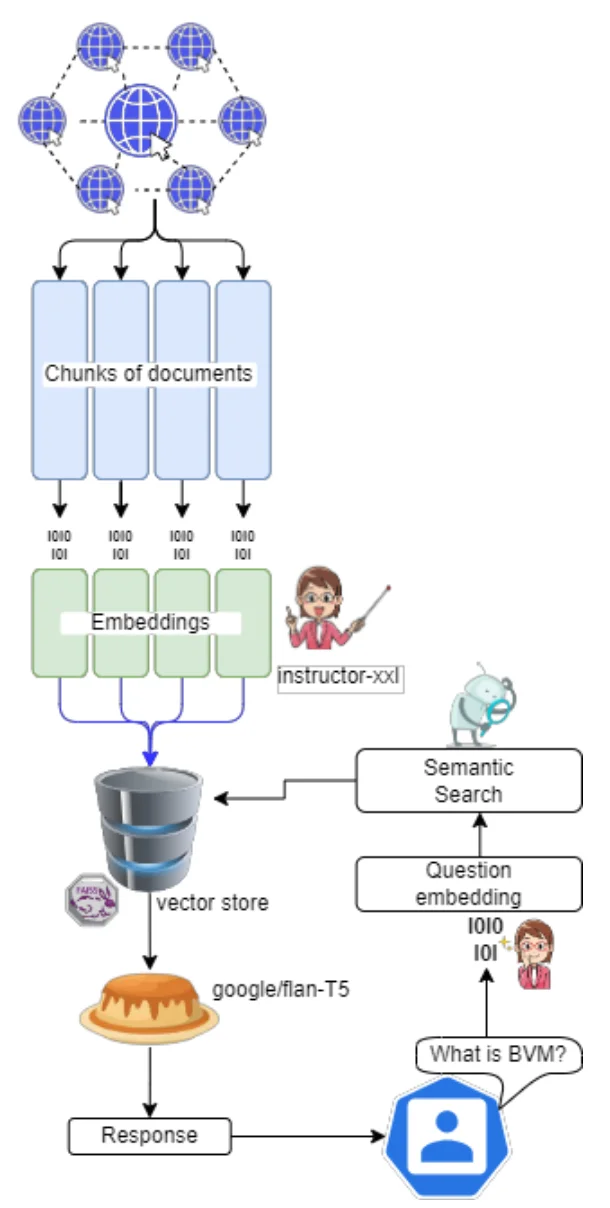 Chunks of documents
1010 1010 1010 1010
101 101 101 101
Embeddings
instructor-xxl
Semantic
Search
Question
embedding
1010
101
vector store
FAISS
google/flan-T5
What is BVM?
Response